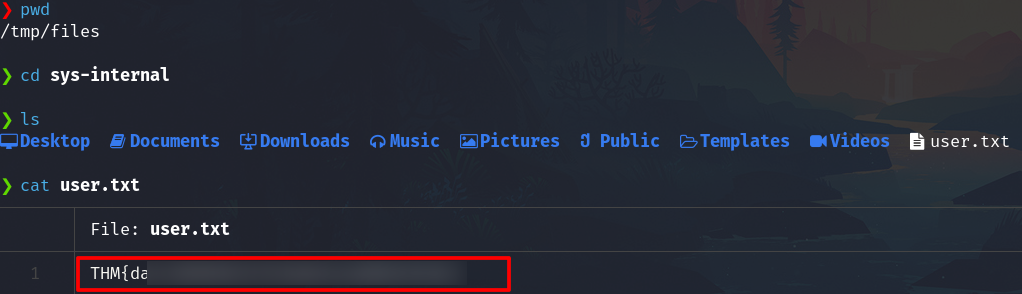 ❯ pwd
/tmp/files
❯ cd sys-internal
❯ ls
Desktop Documents Downloads Music Pictures Public Templates Videos user.txt
❯ cat user.txt
File: user.txt
1 THM{da